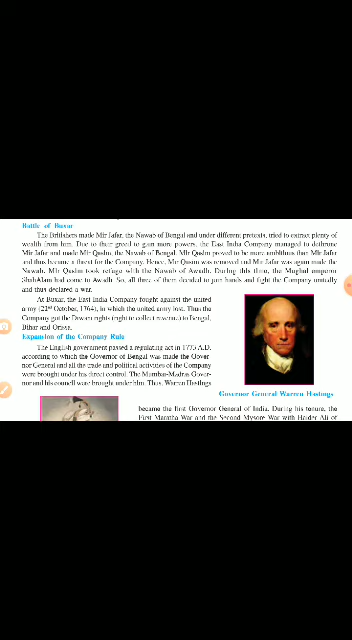 Battle of Buxar
The Britishers made Mir Jafar, the Nawab of Bengal and under different pretexts, tried to extract plenty of
wealth from him. Due to their greed to gain more powers, the East India Company managed to dethrone
Mir Jafar and made Mir Qasim, the Nawab of Bengal. Mir Qasim proved to be more ambitious than Mir Jafar
and thus became a threat for the Company. Hence, Mir Qasim was removed and Mir Jafar was again made the
Nawab. Mir Qasim took refuge with the Nawab of Awadh. During this time, the Mughal emperor
ShahAlam had come to Awadh. So, all three of them decided to join hands and fight the Company unitedly
and thus declared a war.
At Buxar, the East India Company fought against the united
army (22nd October, 1764), in which the united army lost. Thus the
Company got the Diwani rights (right to collect revenue) to Bengal,
Bihar and Orissa.
Expansion of the Company Rule
The English government passed a regulating act in 1773 A.D.
according to which the Governor of Bengal was made the Gover-
nor General and all the trade and political activities of the Company
were brought under his direct control. The Mumbai-Madras Gover-
nor and his council were brought under him. Thus, Warren Hastings
Governor General Warren Hastings
became the first Governor General of India. During his tenure, the
First Maratha War and the Second Mysore War with Haider Ali of